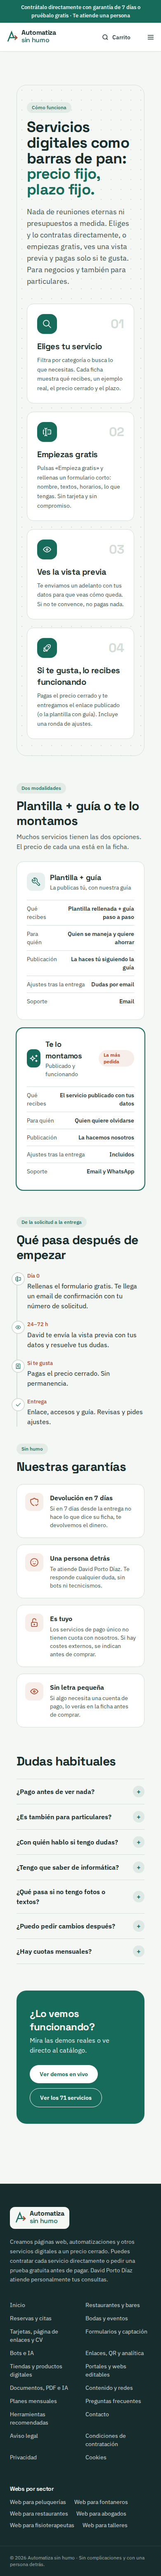 Contrátalo directamente con garantía de 7 días o
pruébalo gratis · Te atiende una persona
Automatiza
sin humo
Carrito
Cómo funciona
Servicios
digitales como
barras de pan:
precio fijo,
plazo fijo.
Nada de reuniones eternas ni
presupuestos a medida. Eliges
y lo contratas directamente, o
empiezas gratis, ves una vista
previa y pagas solo si te gusta.
Para negocios y también para
particulares.
01
Eliges tu servicio
Filtra por categoría o busca lo
que necesitas. Cada ficha
muestra qué recibes, un ejemplo
real, el precio cerrado y el plazo.
02
Empiezas gratis
Pulsas «Empieza gratis» y
rellenas un formulario corto:
nombre, textos, horarios, lo que
tengas. Sin tarjeta y sin
compromiso.
03
Ves la vista previa
Te enviamos un adelanto con tus
datos para que veas cómo queda.
Si no te convence, no pagas nada.
04
Si te gusta, lo recibes
funcionando
Pagas el precio cerrado y te
entregamos el enlace publicado
(o la plantilla con guía). Incluye
una ronda de ajustes.
Dos modalidades
Plantilla + guía o te lo
montamos
Muchos servicios tienen las dos opciones.
El precio de cada una está en la ficha.
Plantilla + guía
La publicas tú, con nuestra guía
Qué recibes
Plantilla rellenada + guía paso a paso
Para quién
Quien se maneja y quiere ahorrar
Publicación
La haces tú siguiendo la guía
Ajustes tras la entrega
Dudas por email
Soporte
Email
Te lo montamos
Publicado y funcionando
La más pedida
Qué recibes
El servicio publicado con tus datos
Para quién
Quien quiere olvidarse
Publicación
La hacemos nosotros
Ajustes tras la entrega
Incluidos
Soporte
Email y WhatsApp
De la solicitud a la entrega
Qué pasa después de
empezar
Día 0
Rellenas el formulario gratis. Te llega
un email de confirmación con tu
número de solicitud.
24–72 h
David te envía la vista previa con tus
datos y resuelve tus dudas.
Si te gusta
Pagas el precio cerrado. Sin
permanencia.
Entrega
Enlace, accesos y guía. Revisas y pides
ajustes.
Sin humo
Nuestras garantías
Devolución en 7 días
Si en 7 días desde la entrega no
hace lo que dice su ficha, te
devolvemos el dinero.
Una persona detrás
Te atiende David Porto Díaz. Te
responde cualquier duda, sin
bots ni tecnicismos.
Es tuyo
Los servicios de pago único no
tienen cuota con nosotros. Si hay
costes externos, se indican
antes de comprar.
Sin letra pequeña
Si algo necesita una cuenta de
pago, lo verás en la ficha antes
de comprar.
Dudas habituales
¿Pago antes de ver nada?
+
¿Es también para particulares?
+
¿Con quién hablo si tengo dudas?
+
¿Tengo que saber de informática?
+
¿Qué pasa si no tengo fotos o
textos?
+
¿Puedo pedir cambios después?
+
¿Hay cuotas mensuales?
+
¿Lo vemos
funcionando?
Mira las demos reales o ve
directo al catálogo.
Ver demos en vivo
Ver los 71 servicios
Automatiza
sin humo
Creamos páginas web, automatizaciones y otros
servicios digitales a un precio cerrado. Puedes
contratar cada servicio directamente o pedir una
prueba gratuita antes de pagar. David Porto Díaz
atiende personalmente tus consultas.
Inicio
Restaurantes y bares
Reservas y citas
Bodas y eventos
Tarjetas, página de
enlaces y CV
Formularios y captación
Bots e IA
Enlaces, QR y analítica
Tiendas y productos
digitales
Portales y webs
editables
Documentos, PDF e IA
Contenido y redes
Planes mensuales
Preguntas frecuentes
Herramientas
recomendadas
Contacto
Aviso legal
Condiciones de
contratación
Privacidad
Cookies
Webs por sector
Web para peluquerías
Web para fontaneros
Web para restaurantes
Web para abogados
Web para fisioterapeutas
Web para talleres
© 2026 Automatiza sin humo · Sin complicaciones y con una
persona detrás.